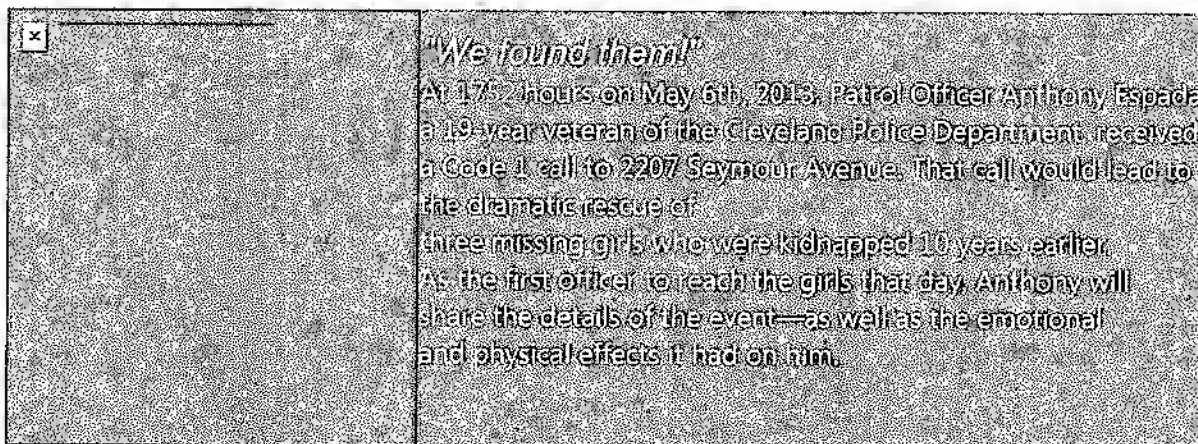 "We found them!"
At 1752 hours on May 6th, 2013, Patrol Officer Anthony Espada
a 19-year veteran of the Cleveland Police Department, received
a Code 1 call to 2207 Seymour Avenue. That call would lead to
the dramatic rescue of
three missing girls who were kidnapped 10 years earlier.
As the first officer to reach the girls that day, Anthony will
share the details of the event—as well as the emotional
and physical effects it had on him.